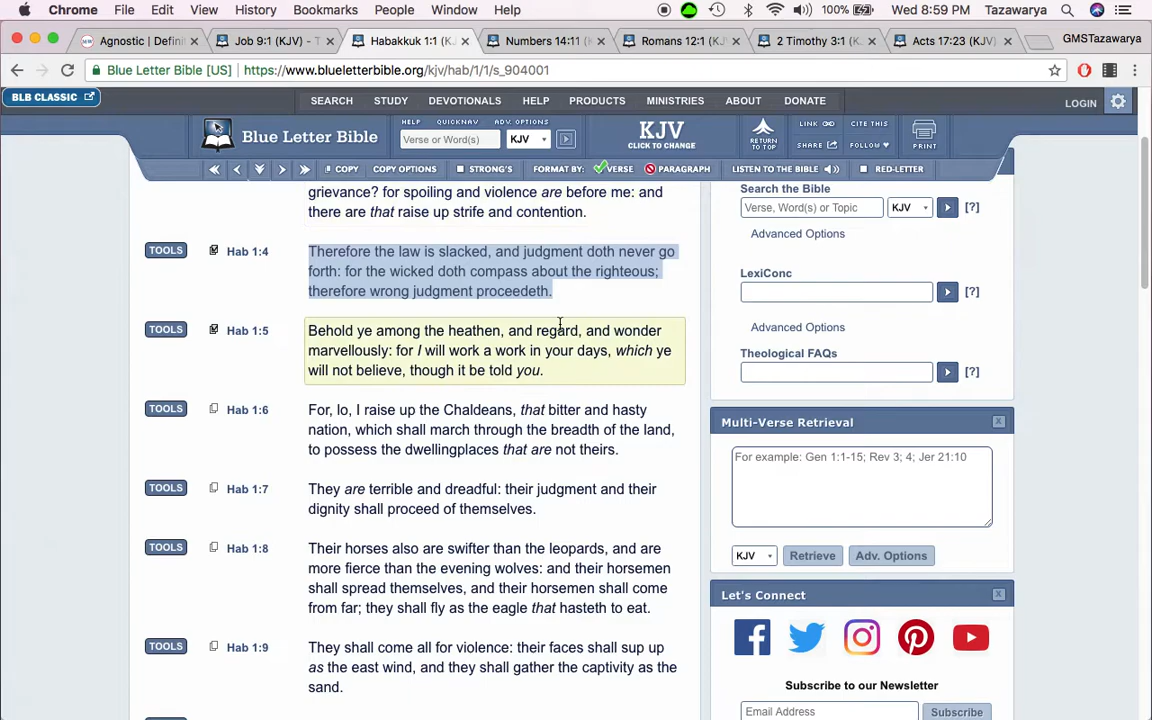 Chrome File Edit View History Bookmarks People Window Help 100% Wed 8:59 PM Tazawarya
Agnostic | Defini × Job 9:1 (KJV) - T × Habakkuk 1:1 (KJ × Numbers 14:11 ( × Romans 12:1 (KJ × 2 Timothy 3:1 (K × Acts 17:23 (KJV) × GMSTazawarya
Blue Letter Bible [US] | https://www.blueletterbible.org/kjv/hab/1/1/s_904001
BLB CLASSIC SEARCH STUDY DEVOTIONALS HELP PRODUCTS MINISTRIES ABOUT DONATE LOGIN
HELP QUICKNAV ADV. OPTIONS
Blue Letter Bible Verse or Word(s) KJV
KJV
CLICK TO CHANGE
RETURN TO TOP
LINK CITE THIS
SHARE FOLLOW PRINT
COPY COPY OPTIONS STRONG'S FORMAT BY: VERSE PARAGRAPH LISTEN TO THE BIBLE RED-LETTER
grievance? for spoiling and violence are before me: and
there are that raise up strife and contention.
TOOLS Hab 1:4 Therefore the law is slacked, and judgment doth never go
forth: for the wicked doth compass about the righteous;
therefore wrong judgment proceedeth.
TOOLS Hab 1:5 Behold ye among the heathen, and regard, and wonder
marvellously: for I will work a work in your days, which ye
will not believe, though it be told you.
TOOLS Hab 1:6 For, lo, I raise up the Chaldeans, that bitter and hasty
nation, which shall march through the breadth of the land,
to possess the dwellingplaces that are not theirs.
TOOLS Hab 1:7 They are terrible and dreadful: their judgment and their
dignity shall proceed of themselves.
TOOLS Hab 1:8 Their horses also are swifter than the leopards, and are
more fierce than the evening wolves: and their horsemen
shall spread themselves, and their horsemen shall come
from far; they shall fly as the eagle that hasteth to eat.
TOOLS Hab 1:9 They shall come all for violence: their faces shall sup up
as the east wind, and they shall gather the captivity as the
sand.
Search the Bible
Verse, Word(s) or Topic KJV [?]
Advanced Options
LexiConc
[?]
Advanced Options
Theological FAQs
[?]
Multi-Verse Retrieval X
For example: Gen 1:1-15; Rev 3; 4; Jer 21:10
KJV Retrieve Adv. Options
Let's Connect X
Subscribe to our Newsletter
Email Address Subscribe